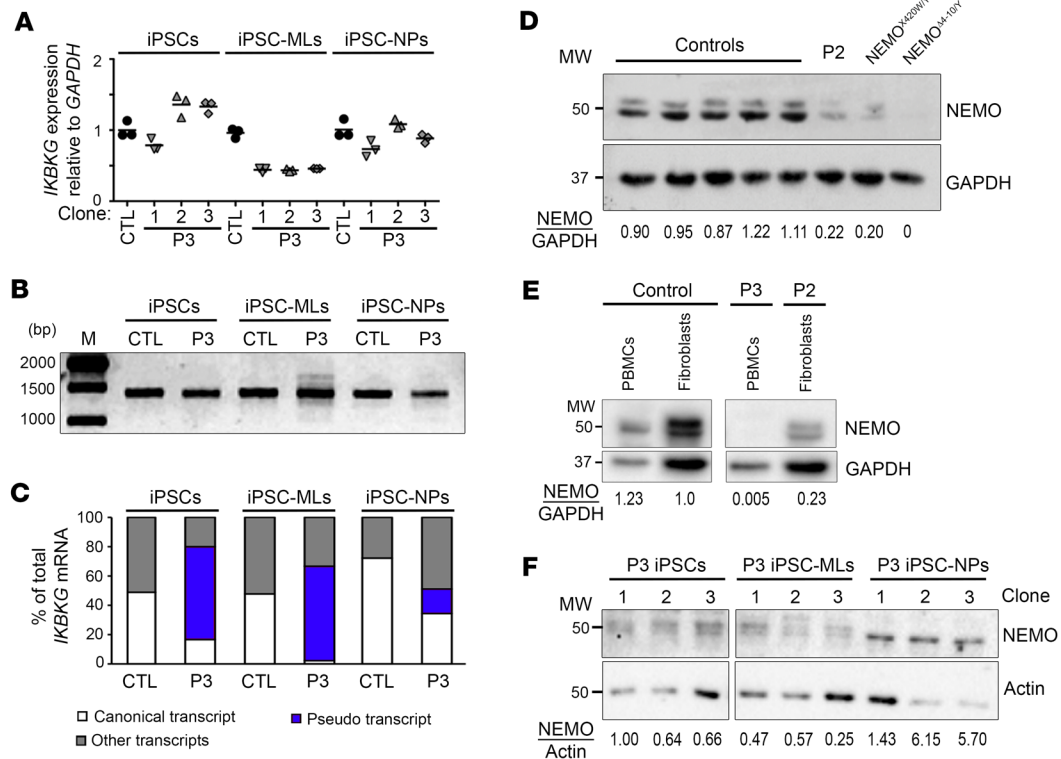 A
iPSCs iPSC-MLs iPSC-NPs
IKBKG expression
relative to GAPDH
2
1
0
Clone: CTL 1 2 3 CTL 1 2 3 CTL 1 2 3
P3 P3 P3
B
iPSCs iPSC-MLs iPSC-NPs
(bp) M CTL P3 CTL P3 CTL P3
2000
1500
1000
C
iPSCs iPSC-MLs iPSC-NPs
% of total
IKBKG mRNA
100
80
60
40
20
0
CTL P3 CTL P3 CTL P3
Canonical transcript Pseudo transcript
Other transcripts
D
MW Controls P2 NEMOX420W/ NEMOΔ4-10/Y
50 NEMO
37 GAPDH
NEMO
GAPDH
0.90 0.95 0.87 1.22 1.11 0.22 0.20 0
E
Control P3 P2
PBMCs Fibroblasts PBMCs Fibroblasts
MW
50 NEMO
37 GAPDH
NEMO
GAPDH
1.23 1.0 0.005 0.23
F
P3 iPSCs P3 iPSC-MLs P3 iPSC-NPs
1 2 3 1 2 3 1 2 3 Clone
MW
50 NEMO
50 Actin
NEMO
Actin
1.00 0.64 0.66 0.47 0.57 0.25 1.43 6.15 5.70